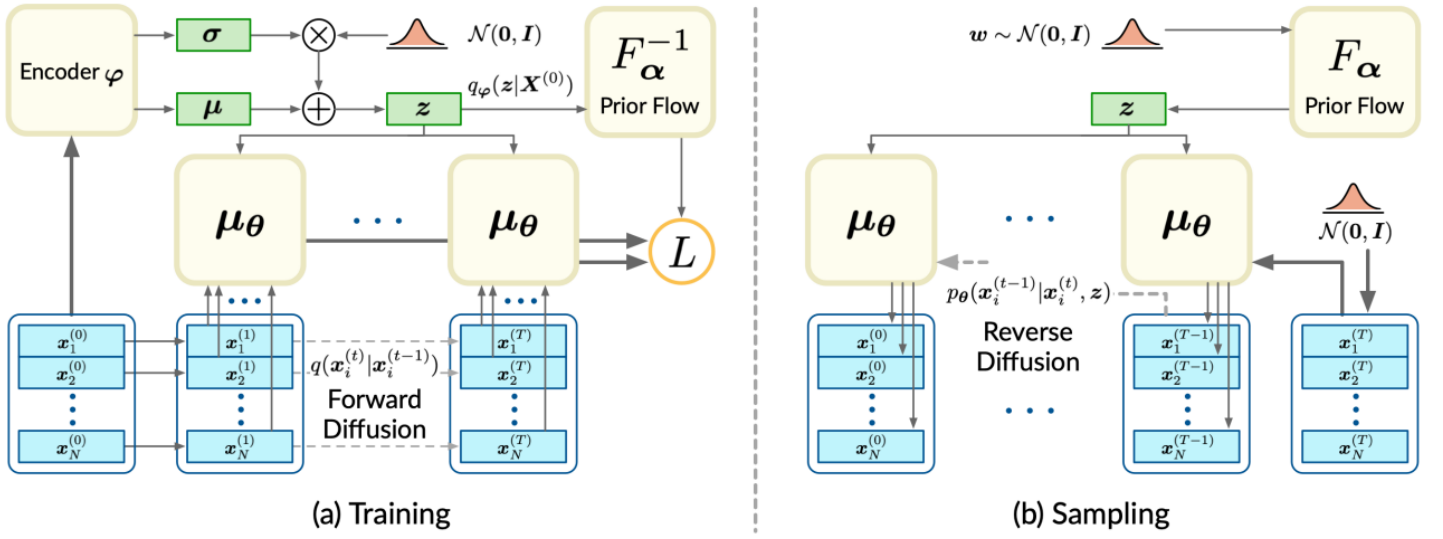 Encoder φ
σ
×
N(0, I)
F_α^{-1}
Prior Flow
μ
+
z
q_φ(z|X^{(0)})
μ_θ
. . .
μ_θ
L
...
...
x_1^{(0)}
x_2^{(0)}
x_N^{(0)}
x_1^{(1)}
x_2^{(1)}
x_N^{(1)}
q(x_i^{(t)}|x_i^{(t-1)})
Forward
Diffusion
x_1^{(T)}
x_2^{(T)}
x_N^{(T)}
(a) Training
w ∼ N(0, I)
F_α
Prior Flow
z
μ_θ
. . .
μ_θ
N(0, I)
p_θ(x_i^{(t-1)}|x_i^{(t)}, z)
Reverse
Diffusion
. . .
x_1^{(0)}
x_2^{(0)}
x_N^{(0)}
x_1^{(T-1)}
x_2^{(T-1)}
x_N^{(T-1)}
x_1^{(T)}
x_2^{(T)}
x_N^{(T)}
(b) Sampling